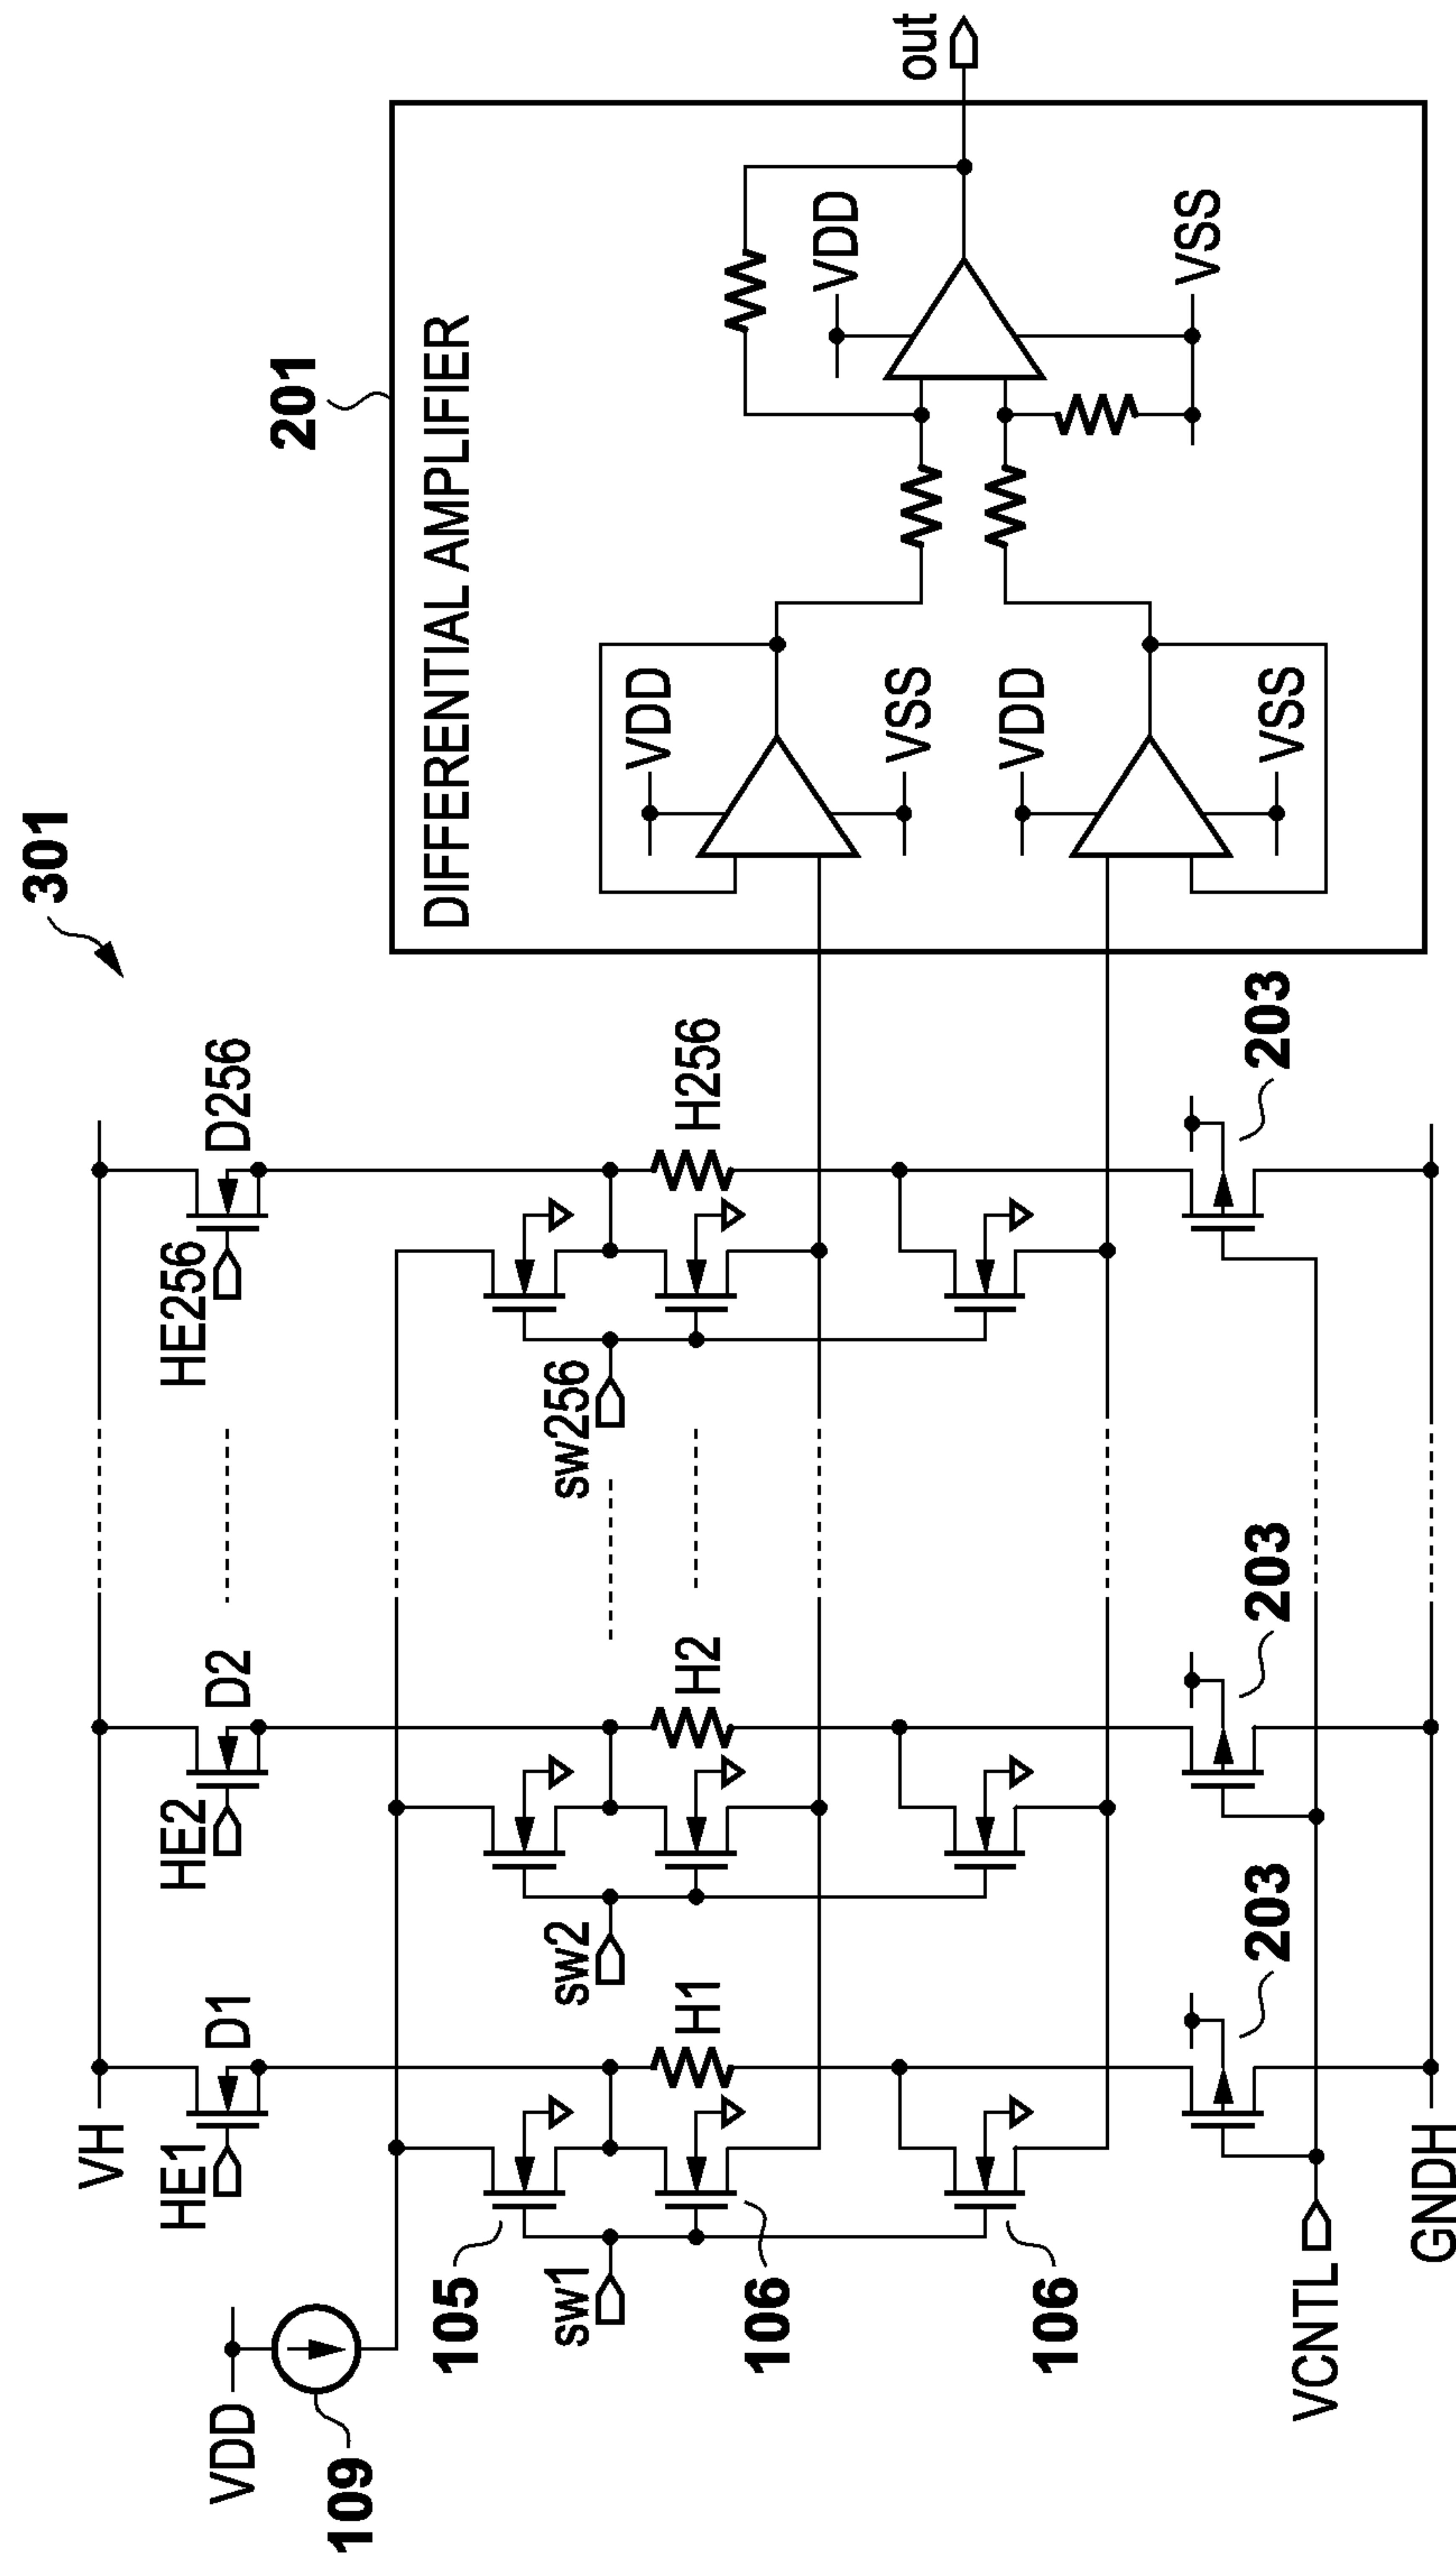 301
VH
HE1
D1
HE2
D2
HE256
D256
VDD
109
105
sw1
106
106
H1
sw2
H2
sw256
H256
203
203
203
VCNTL
GNDH
201
DIFFERENTIAL AMPLIFIER
VDD
VSS
VDD
VSS
VDD
VSS
out